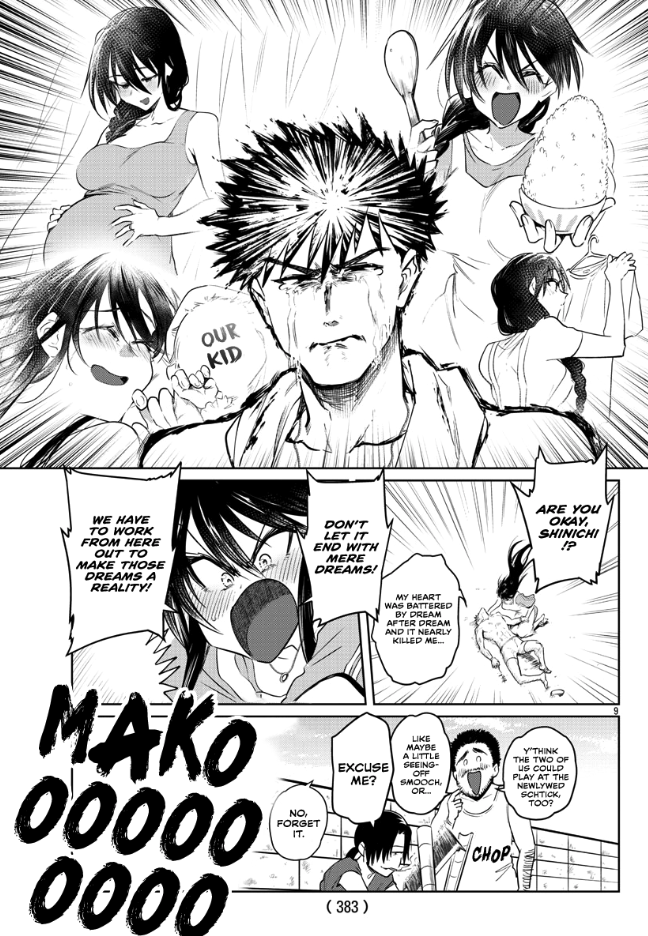 OUR
KID
ARE YOU
OKAY,
SHINICHI
!?
MY HEART
WAS BATTERED
BY DREAM
AFTER DREAM
AND IT NEARLY
KILLED ME...
DON'T
LET IT
END WITH
MERE
DREAMS!
WE HAVE
TO WORK
FROM HERE
OUT TO
MAKE THOSE
DREAMS A
REALITY!
9
MAKO
OOOOO
OOOO
Y'THINK
THE TWO OF
US COULD
PLAY AT THE
NEWLYWED
SCHTICK,
TOO?
LIKE
MAYBE
A LITTLE
SEEING-
OFF
SMOOCH,
OR...
CHOP
EXCUSE
ME?
NO,
FORGET
IT.
( 383 )